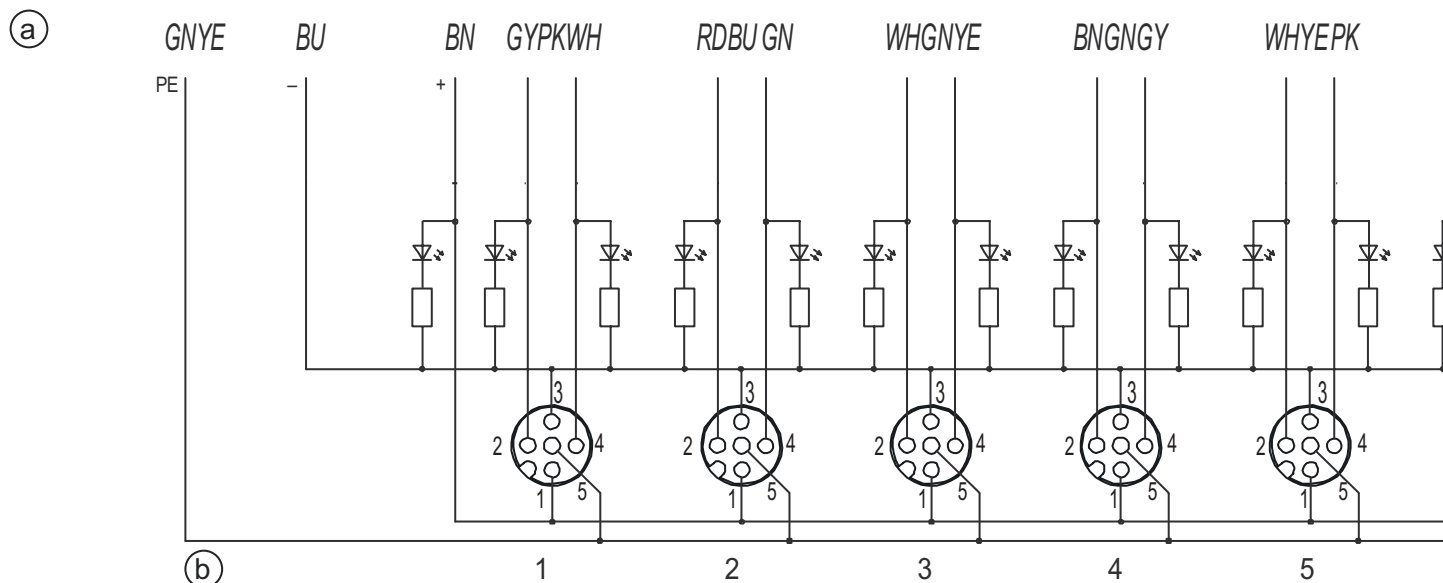 a
GNYE BU BN GYPKWH RDBU GN WHGNYE BNGNGY WHYEPK
PE – +
3 3 3 3 3
2 4 2 4 2 4 2 4 2 4
1 5 1 5 1 5 1 5 1 5
b 1 2 3 4 5